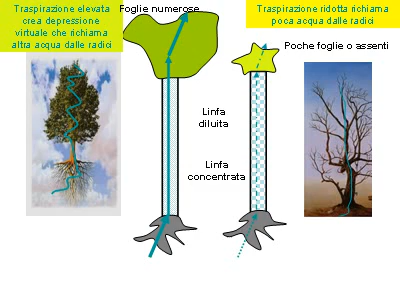 Traspirazione elevata
crea depressione
virtuale che richiama
altra acqua dalle radici
Foglie numerose
Traspirazione ridotta richiama
poca acqua dalle radici
Poche foglie o assenti
Linfa
diluita
Linfa
concentrata